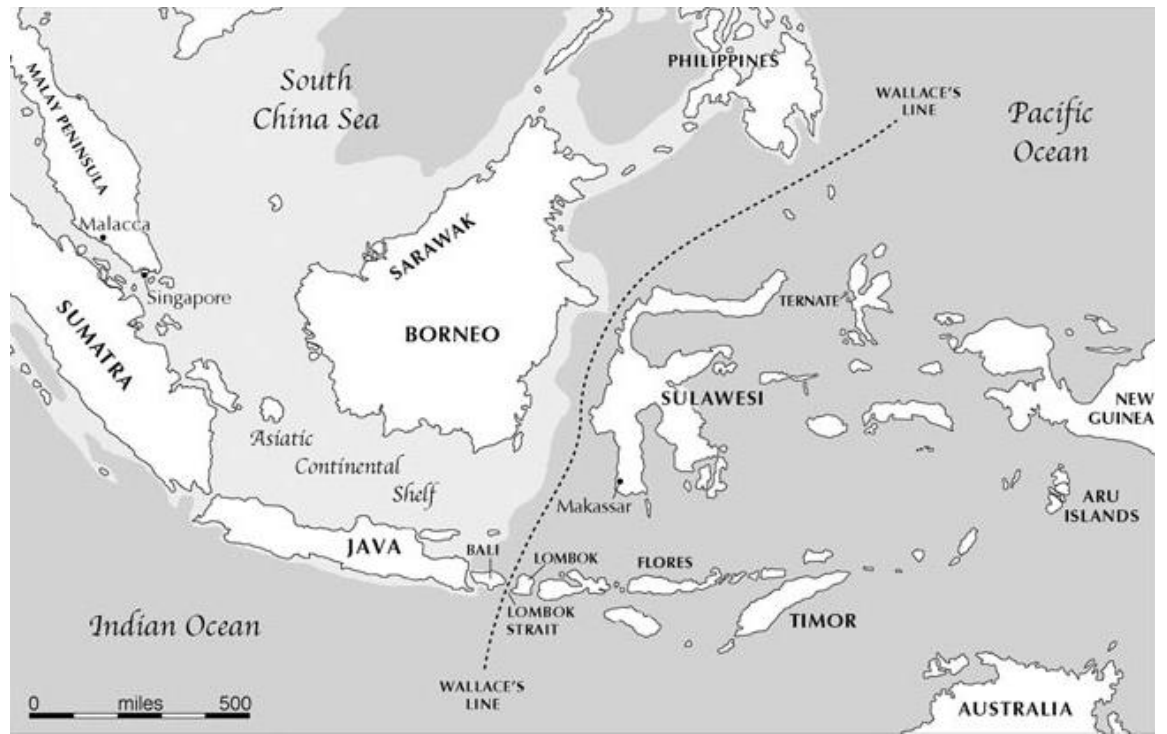 PHILIPPINES
South
China Sea
WALLACE'S
LINE
Pacific
Ocean
MALAY PENINSULA
Malacca
Singapore
SARAWAK
SUMATRA
BORNEO
TERNATE
SULAWESI
NEW
GUINEA
Asiatic
Continental
Shelf
Makassar
ARU
ISLANDS
JAVA
BALI
LOMBOK
FLORES
LOMBOK
STRAIT
TIMOR
Indian Ocean
WALLACE'S
LINE
AUSTRALIA
0 miles 500